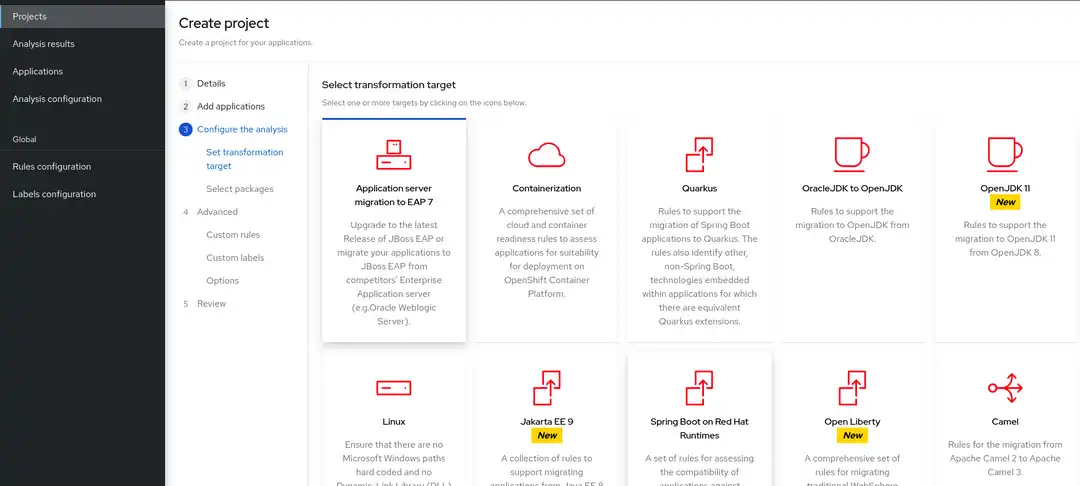 Projects
Analysis results
Applications
Analysis configuration
Global
Rules configuration
Labels configuration
Create project
Create a project for your applications.
1 Details
2 Add applications
3 Configure the analysis
Set transformation
target
Select packages
4 Advanced
Custom rules
Custom labels
Options
5 Review
Select transformation target
Select one or more targets by clicking on the icons below.
Application server
migration to EAP 7
Upgrade to the latest
Release of JBoss EAP or
migrate your applications to
JBoss EAP from
competitors' Enterprise
Application server
(e.g.Oracle Weblogic
Server).
Containerization
A comprehensive set of
cloud and container
readiness rules to assess
applications for suitability
for deployment on
OpenShift Container
Platform.
Quarkus
Rules to support the
migration of Spring Boot
applications to Quarkus. The
rules also identify other,
non-Spring Boot,
technologies embedded
within applications for which
there are equivalent
Quarkus extensions.
OracleJDK to OpenJDK
Rules to support the
migration to OpenJDK from
OracleJDK.
OpenJDK 11
New
Rules to support the
migration to OpenJDK 11
from OpenJDK 8.
Linux
Ensure that there are no
Microsoft Windows paths
hard coded and no
Dynamic-Link Library (DLL)
Jakarta EE 9
New
A collection of rules to
support migrating
applications from Java EE 8
Spring Boot on Red Hat
Runtimes
A set of rules for assessing
the compatibility of
applications against
Open Liberty
New
A comprehensive set of
rules for migrating
traditional WebSphere
Camel
Rules for the migration from
Apache Camel 2 to Apache
Camel 3.